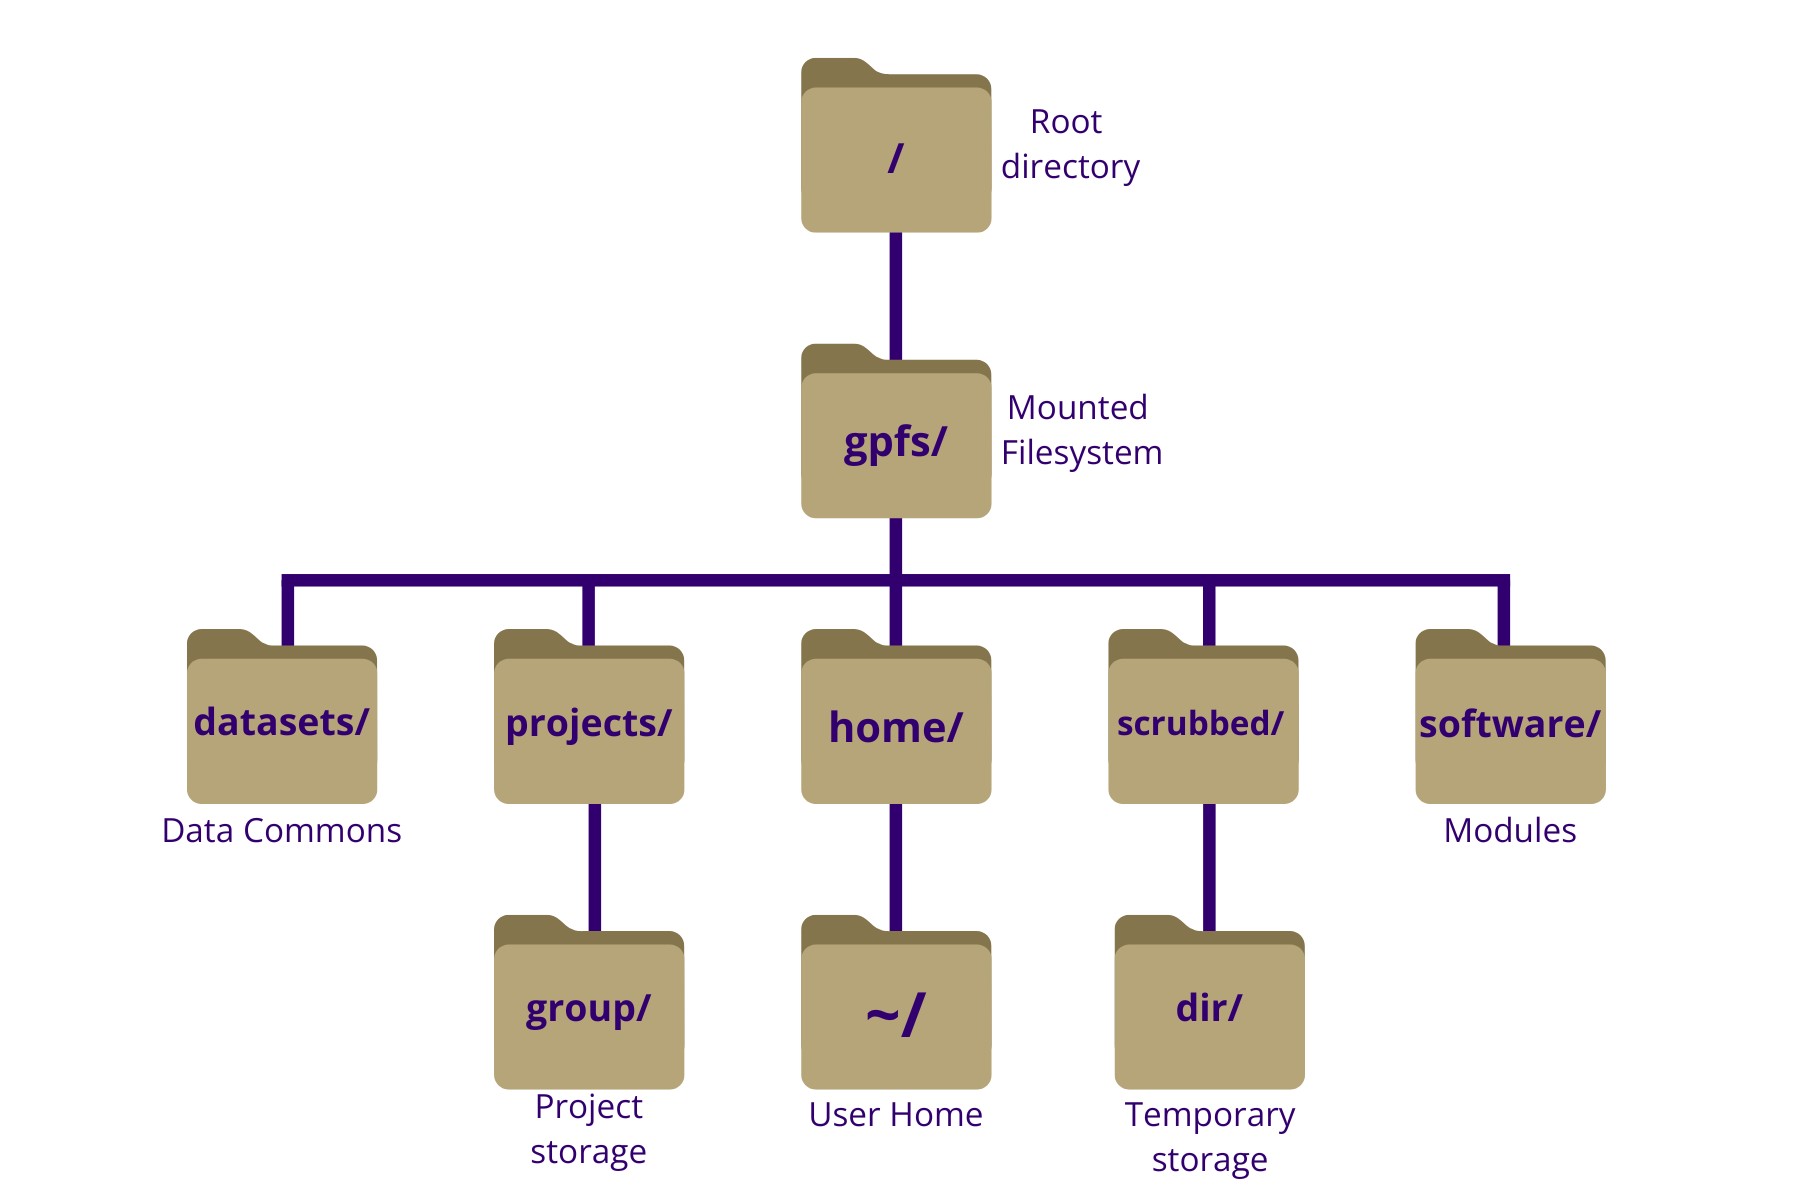 /
Root
directory
gpfs/
Mounted
Filesystem
datasets/
projects/
home/
scrubbed/
software/
Data Commons
Modules
group/
~/
dir/
Project
storage
User Home
Temporary
storage